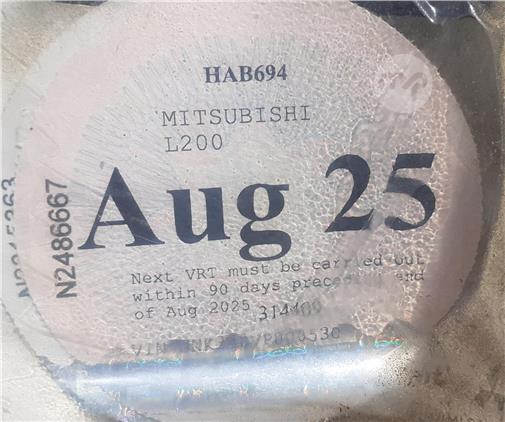 HAB694
MITSUBISHI
L200
Aug 25
N2486667
Next VRT must be carried out
within 90 days end
of Aug 2025